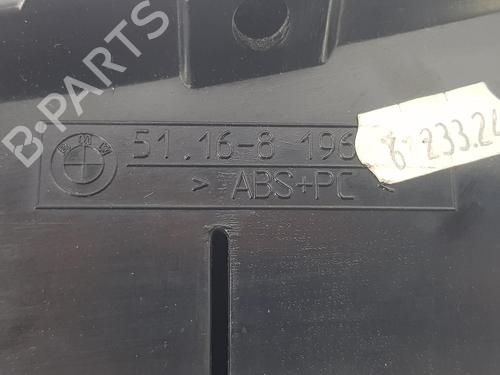 B-PARTS
BMW
51.16-8 196
8 233.2
> ABS+PC <